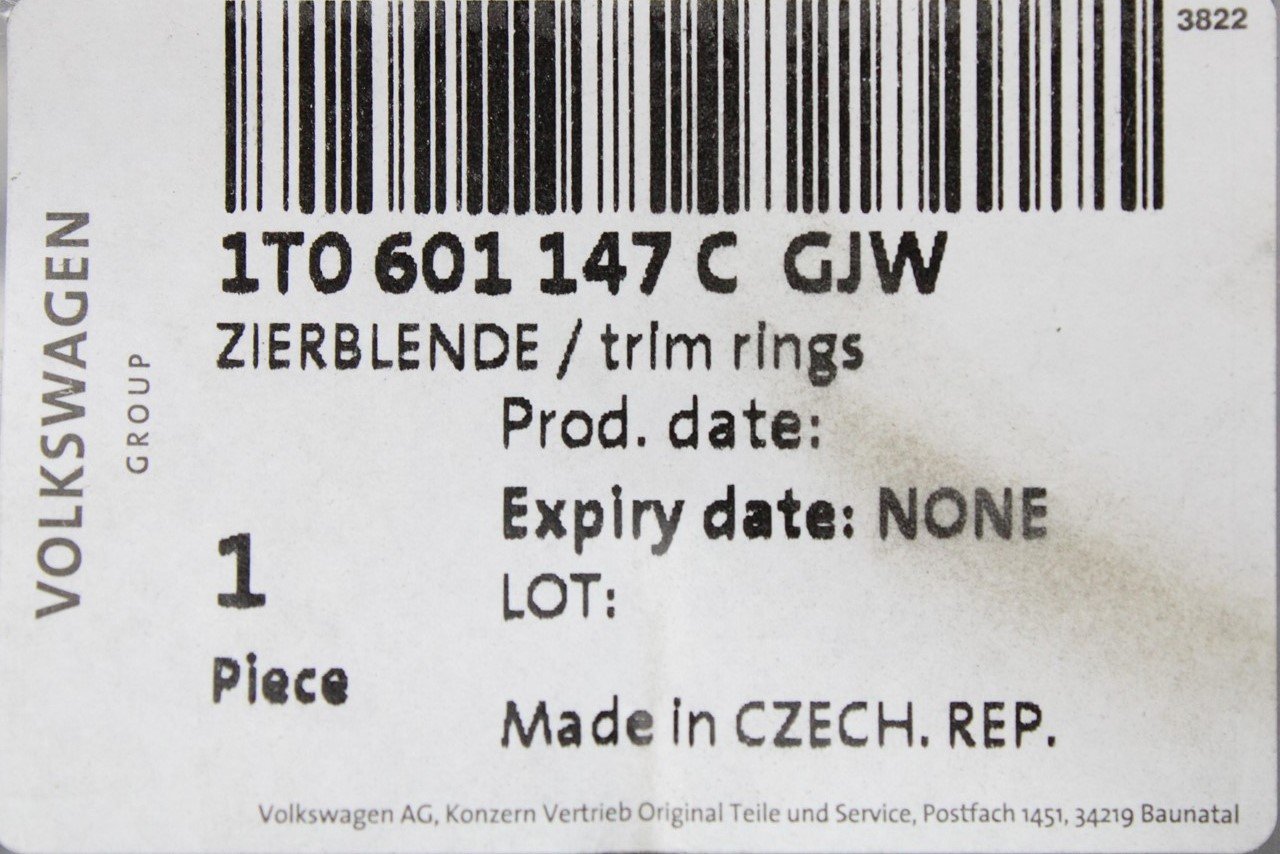 3822
1T0 601 147 C GJW
ZIERBLENDE / trim rings
Prod. date:
Expiry date: NONE
1
LOT:
Piece
Made in CZECH. REP.
Volkswagen AG, Konzern Vertrieb Original Teile und Service, Postfach 1451, 34219 Baunatal
VOLKSWAGEN
GROUP